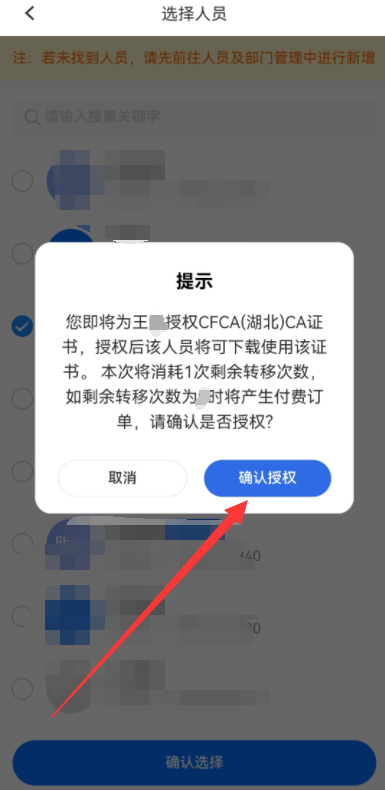 选择人员
注：若未找到人员，请先前往人员及部门管理中进行新增
请输入搜索关键字
提示
您即将为王授权CFCA(湖北)CA证
书，授权后该人员将可下载使用该证
书。本次将消耗1次剩余转移次数，
如剩余转移次数为时将产生付费订
单，请确认是否授权?
取消
确认授权
确认选择